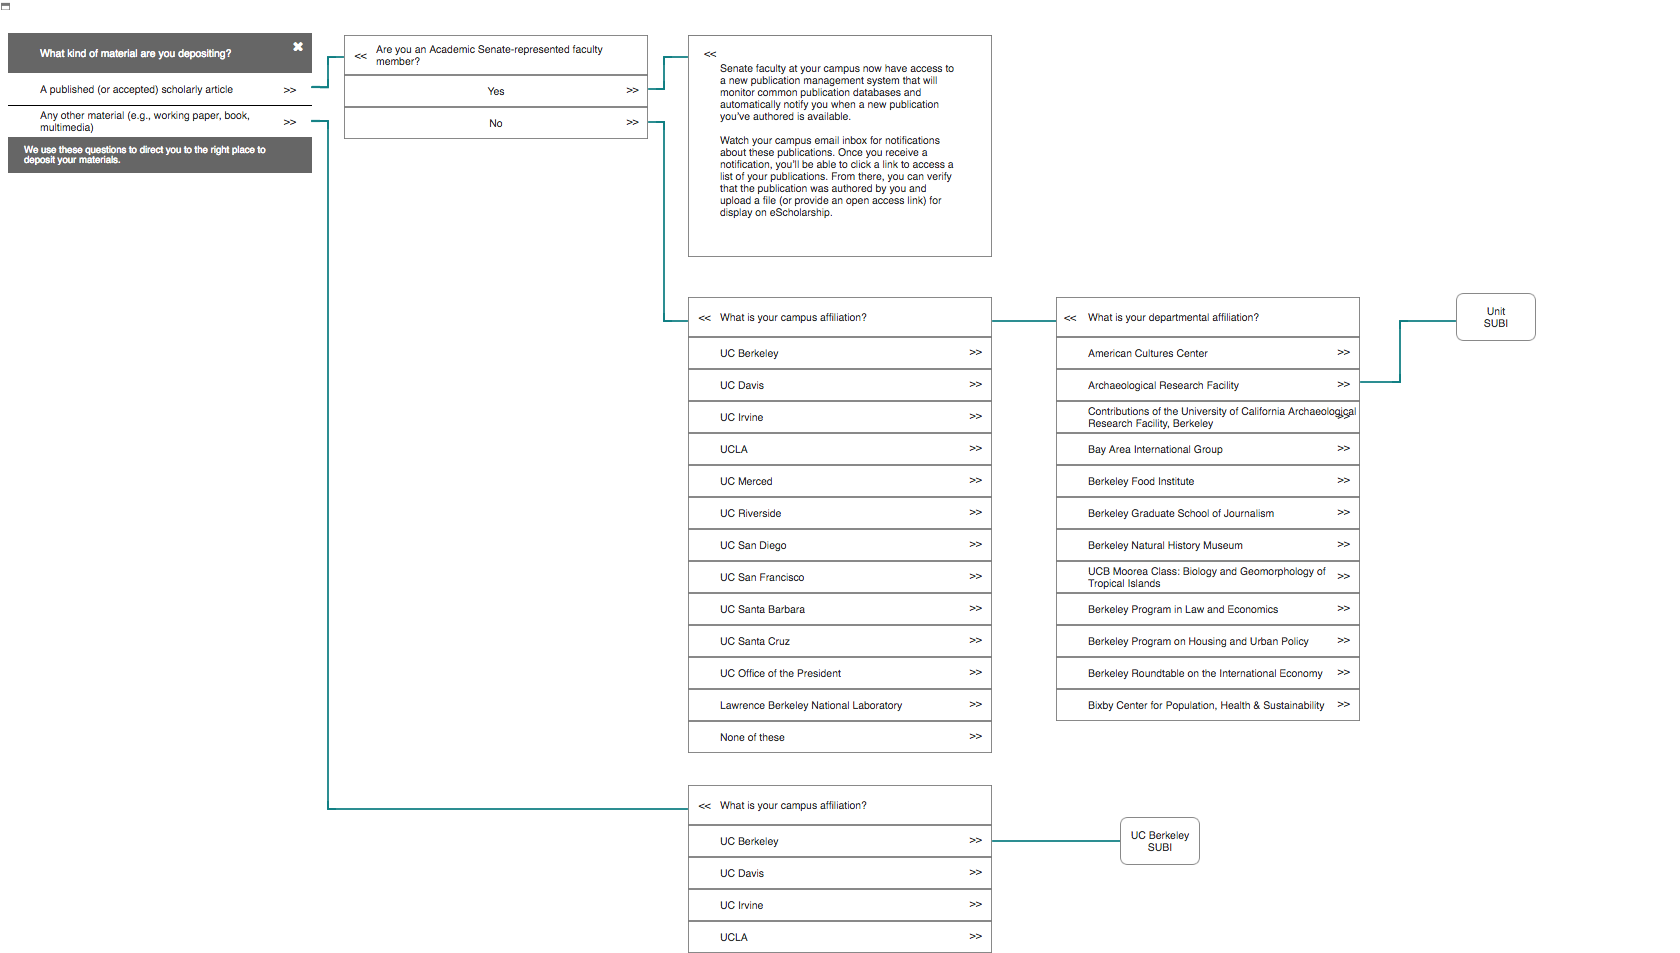 What kind of material are you depositing?
✖
A published (or accepted) scholarly article >>
Any other material (e.g., working paper, book,
multimedia) >>
We use these questions to direct you to the right place to
deposit your materials.
<< Are you an Academic Senate-represented faculty
member?
Yes >>
No >>
<<
Senate faculty at your campus now have access to
a new publication management system that will
monitor common publication databases and
automatically notify you when a new publication
you've authored is available.
Watch your campus email inbox for notifications
about these publications. Once you receive a
notification, you'll be able to click a link to access a
list of your publications. From there, you can verify
that the publication was authored by you and
upload a file (or provide an open access link) for
display on eScholarship.
<< What is your campus affiliation?
UC Berkeley >>
UC Davis >>
UC Irvine >>
UCLA >>
UC Merced >>
UC Riverside >>
UC San Diego >>
UC San Francisco >>
UC Santa Barbara >>
UC Santa Cruz >>
UC Office of the President >>
Lawrence Berkeley National Laboratory >>
None of these >>
<< What is your departmental affiliation?
American Cultures Center >>
Archaeological Research Facility >>
Contributions of the University of California Archaeological
Research Facility, Berkeley >>
Bay Area International Group >>
Berkeley Food Institute >>
Berkeley Graduate School of Journalism >>
Berkeley Natural History Museum >>
UCB Moorea Class: Biology and Geomorphology of
Tropical Islands >>
Berkeley Program in Law and Economics >>
Berkeley Program on Housing and Urban Policy >>
Berkeley Roundtable on the International Economy >>
Bixby Center for Population, Health & Sustainability >>
Unit
SUBI
<< What is your campus affiliation?
UC Berkeley >>
UC Davis >>
UC Irvine >>
UCLA >>
UC Berkeley
SUBI